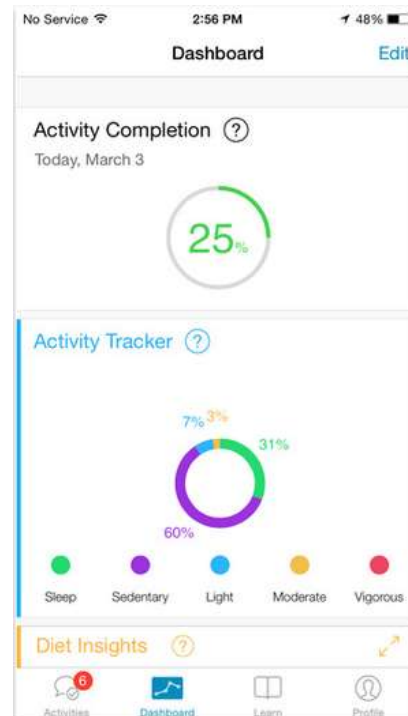 No Service 2:56 PM 48%
Dashboard Edit
Activity Completion ?
Today, March 3
25%
Activity Tracker ?
7% 3%
31%
60%
Sleep Sedentary Light Moderate Vigorous
Diet Insights ?
6
Activities Dashboard Learn Profile